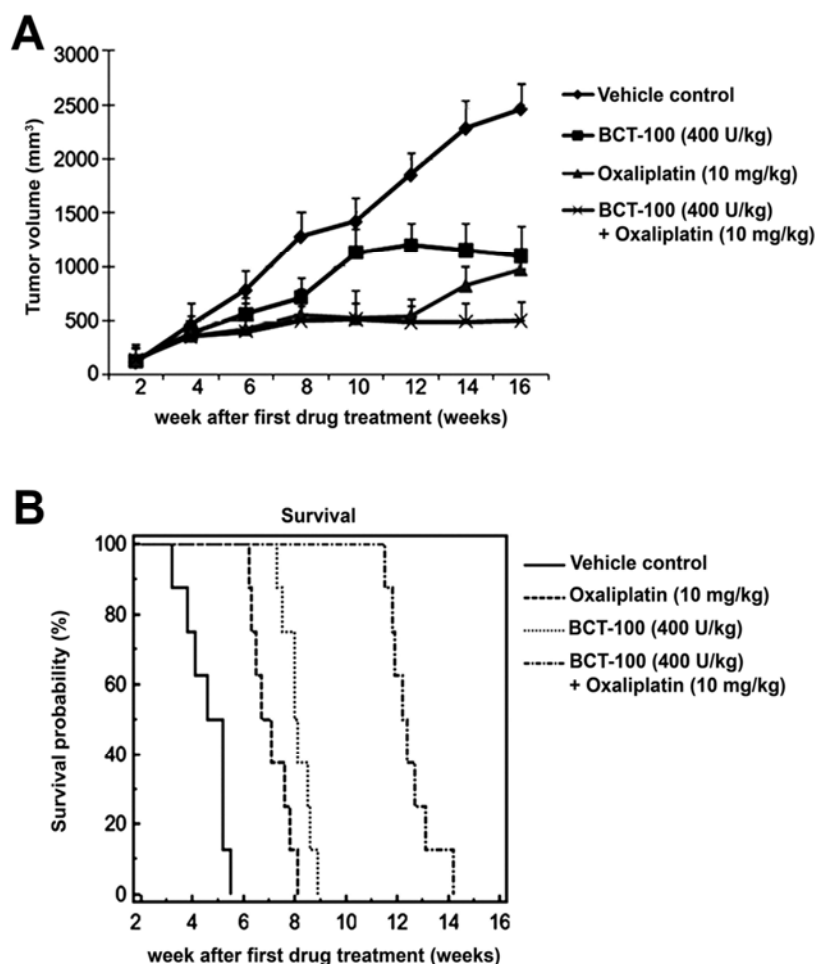 A
Tumor volume (mm³)
3000
2500
2000
1500
1000
500
0
2 4 6 8 10 12 14 16
week after first drug treatment (weeks)
Vehicle control
BCT-100 (400 U/kg)
Oxaliplatin (10 mg/kg)
BCT-100 (400 U/kg)
+ Oxaliplatin (10 mg/kg)
B
Survival
Survival probability (%)
100
80
60
40
20
0
2 4 6 8 10 12 14 16
week after first drug treatment (weeks)
Vehicle control
Oxaliplatin (10 mg/kg)
BCT-100 (400 U/kg)
BCT-100 (400 U/kg)
+ Oxaliplatin (10 mg/kg)